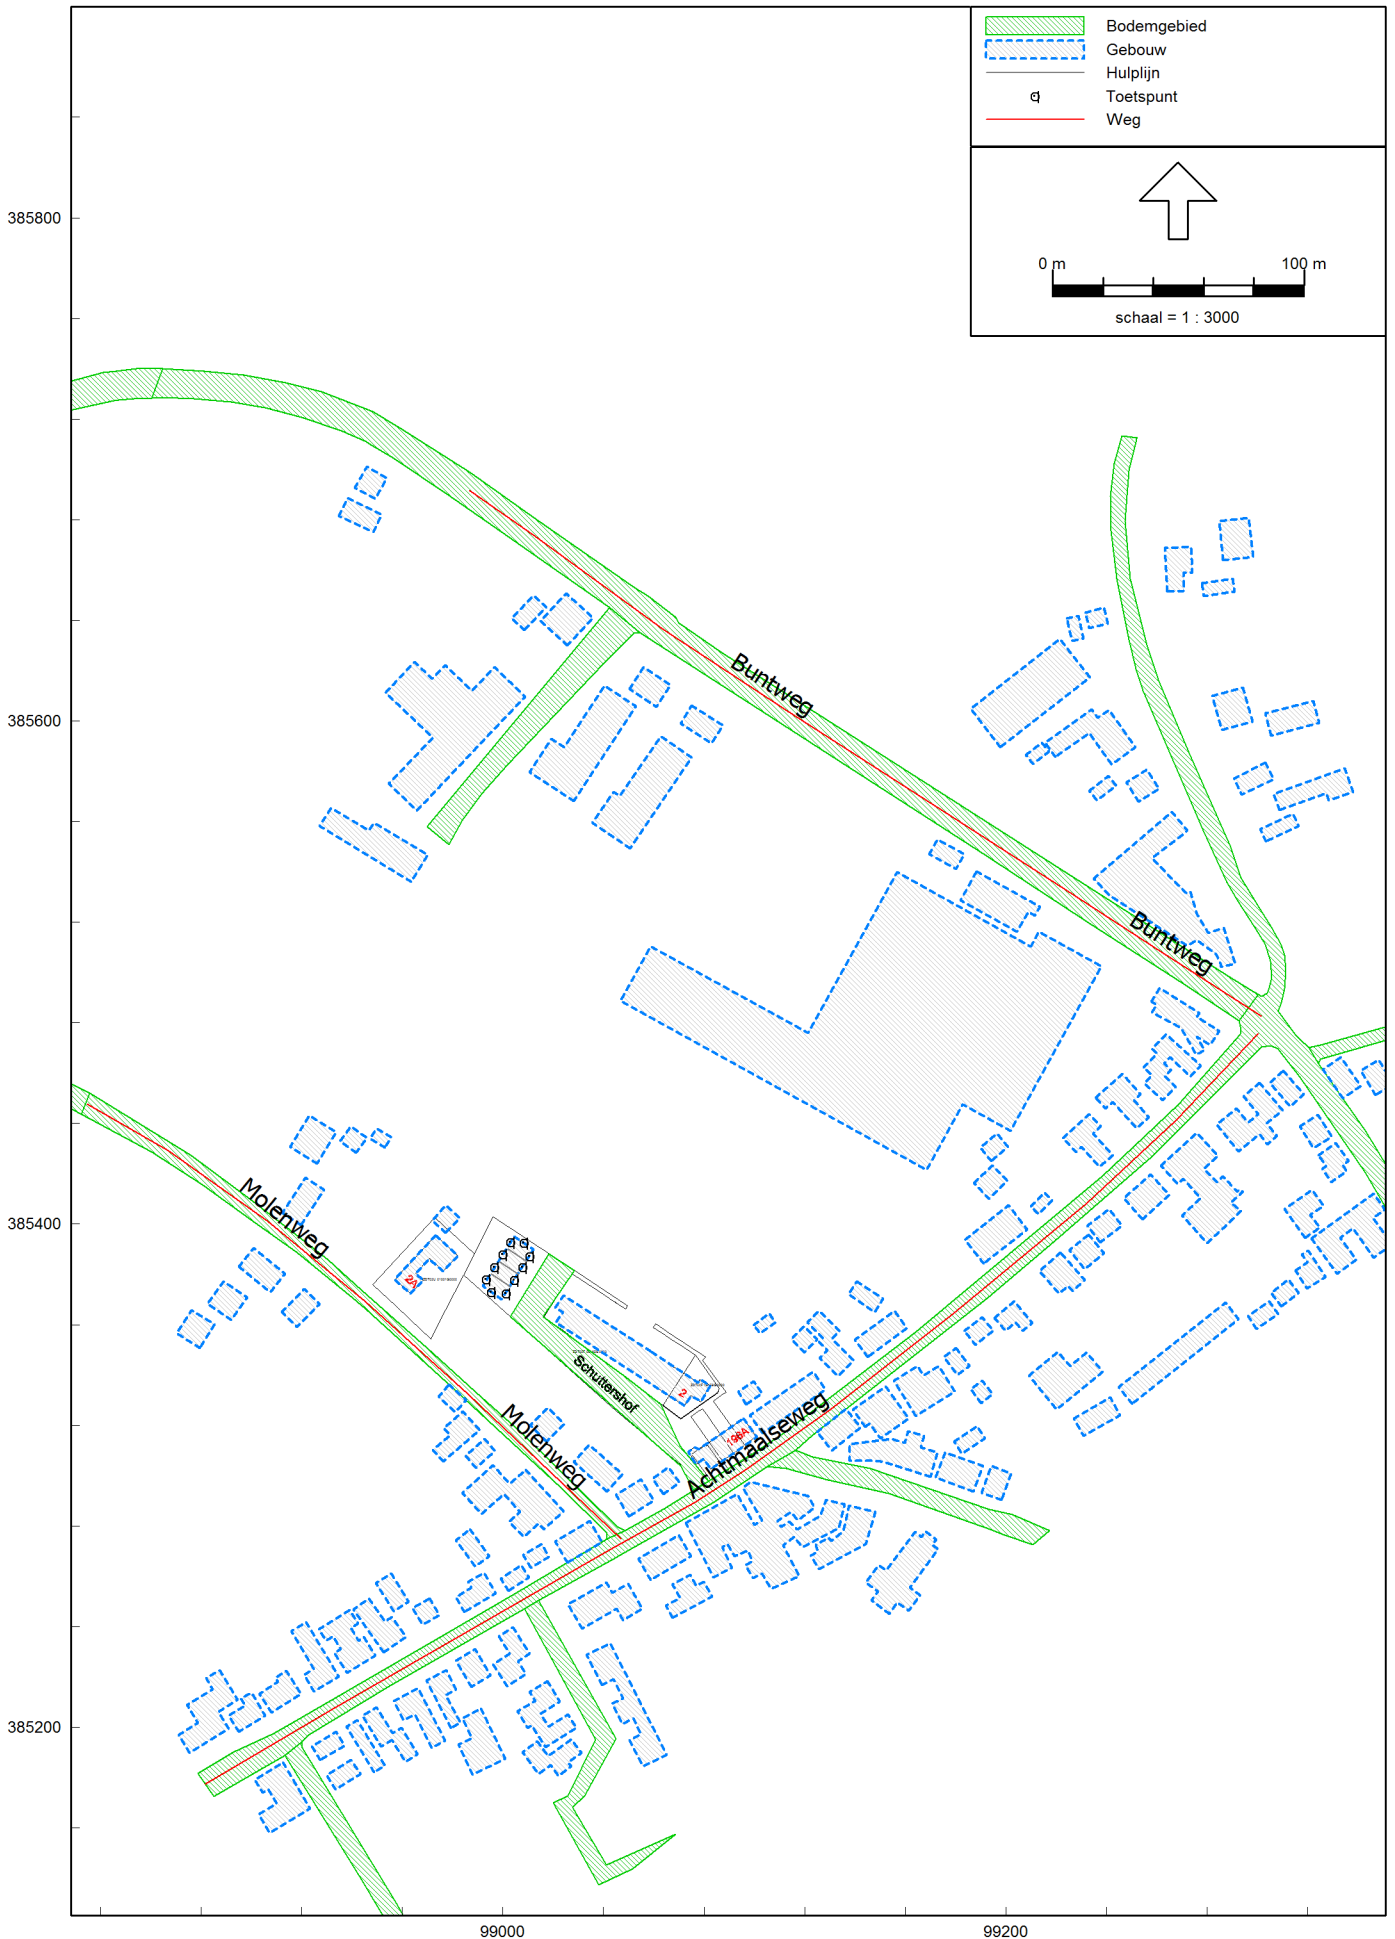 Bodemgebied
Gebouw
Hulplijn
Toetspunt
Weg
0 m 100 m
schaal = 1 : 3000
385800
385600
385400
385200
99000 99200
Buntweg
Buntweg
Molenweg
Molenweg
2A
Schuttershof
2
196A
Achtmaalseweg